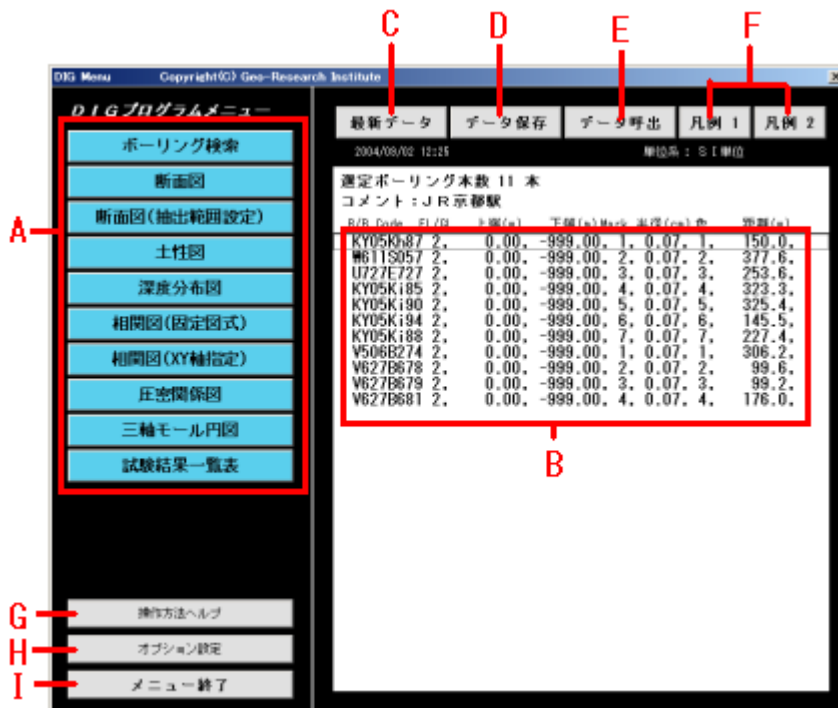 C
D
E
F
DIG Menu Copyright(C) Geo-Research Institute
DIGプログラムメニュー
A
ボーリング検索
断面図
断面図(抽出範囲設定)
土性図
深度分布図
相関図(固定図式)
相関図(XY軸指定)
圧密関係図
三軸モール円図
試験結果一覧表
G
操作方法ヘルプ
H
オプション設定
I
メニュー終了
最新データ データ保存 データ呼出 凡例 1 凡例 2
2004/09/02 12:25 単位系: SI単位
選定ボーリング本数 11 本
コメント:JR京都駅
上端(m) 下端(m) Mark 半径(cm) 色 距離(m)
KY05Kh87 2, 0.00, -999.00, 1, 0.07, 1, 150.0,
W611S057 2, 0.00, -999.00, 2, 0.07, 2, 377.6,
U727E727 2, 0.00, -999.00, 3, 0.07, 3, 253.6,
KY05Ki85 2, 0.00, -999.00, 4, 0.07, 4, 323.3,
KY05Ki90 2, 0.00, -999.00, 5, 0.07, 5, 325.4,
KY05Ki94 2, 0.00, -999.00, 6, 0.07, 6, 145.5,
KY05Ki88 2, 0.00, -999.00, 7, 0.07, 7, 227.4,
V506B274 2, 0.00, -999.00, 1, 0.07, 1, 306.2,
V627B678 2, 0.00, -999.00, 2, 0.07, 2, 99.6,
V627B679 2, 0.00, -999.00, 3, 0.07, 3, 99.2,
V627B681 2, 0.00, -999.00, 4, 0.07, 4, 176.0,
B